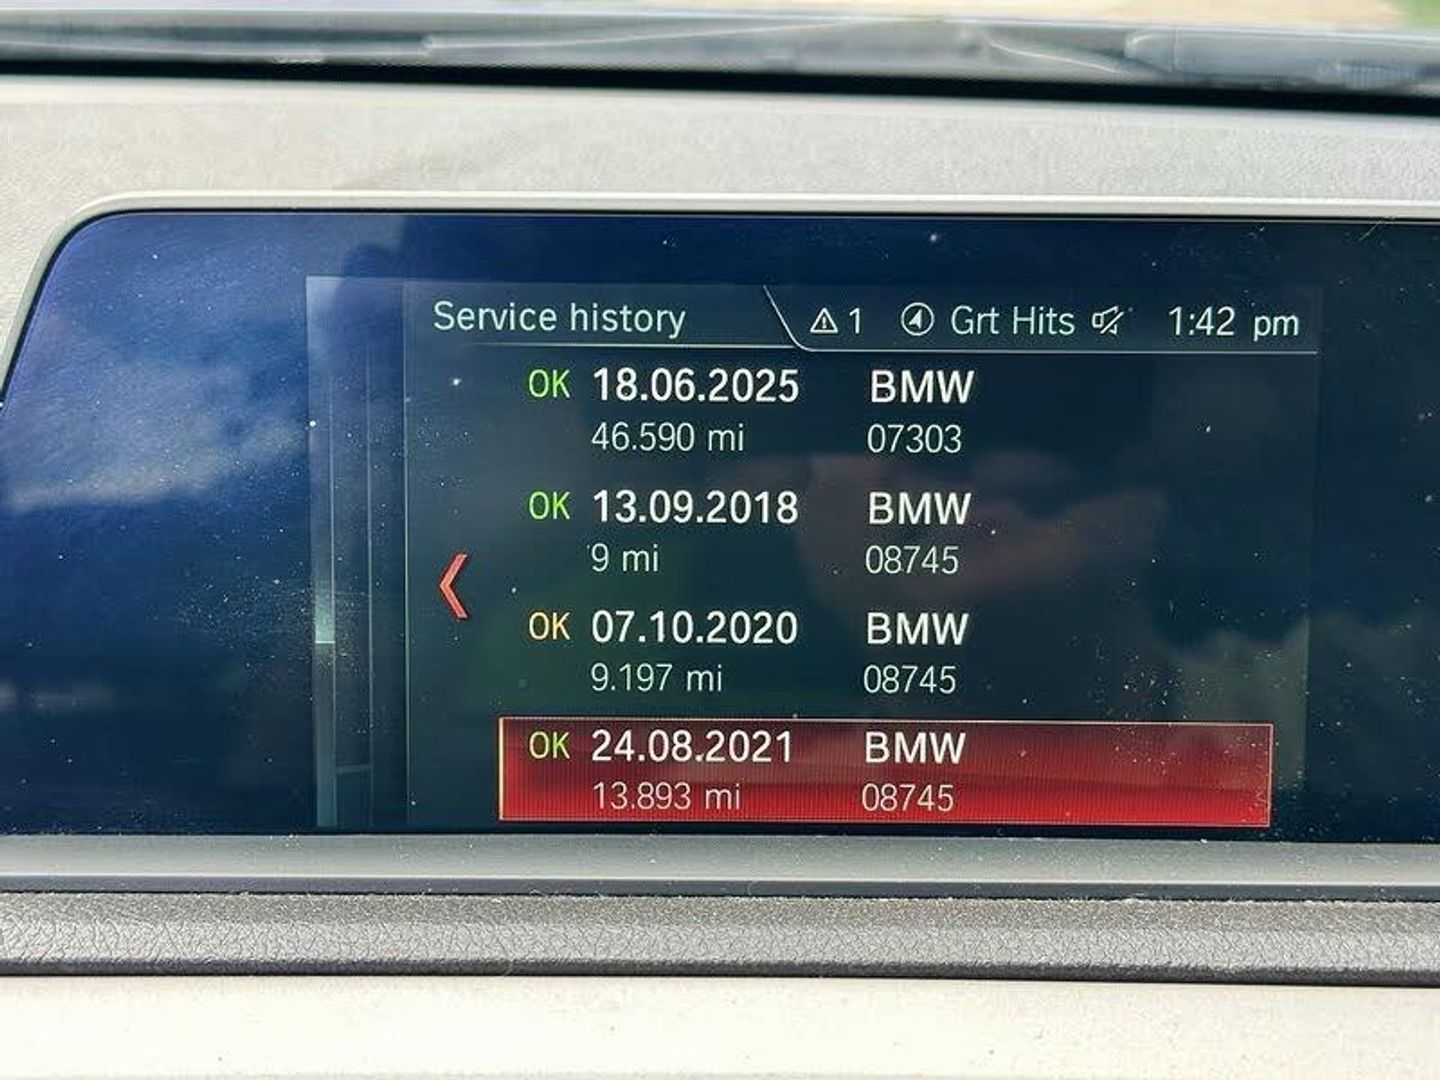 Service history 1 Grt Hits 1:42 pm
OK 18.06.2025 BMW
46.590 mi 07303
OK 13.09.2018 BMW
9 mi 08745
OK 07.10.2020 BMW
9.197 mi 08745
OK 24.08.2021 BMW
13.893 mi 08745